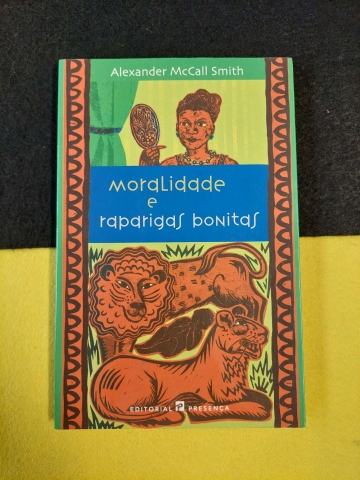 Alexander McCall Smith
Moralidade
e
raparigas bonitas
EDITORIAL PRESENÇA